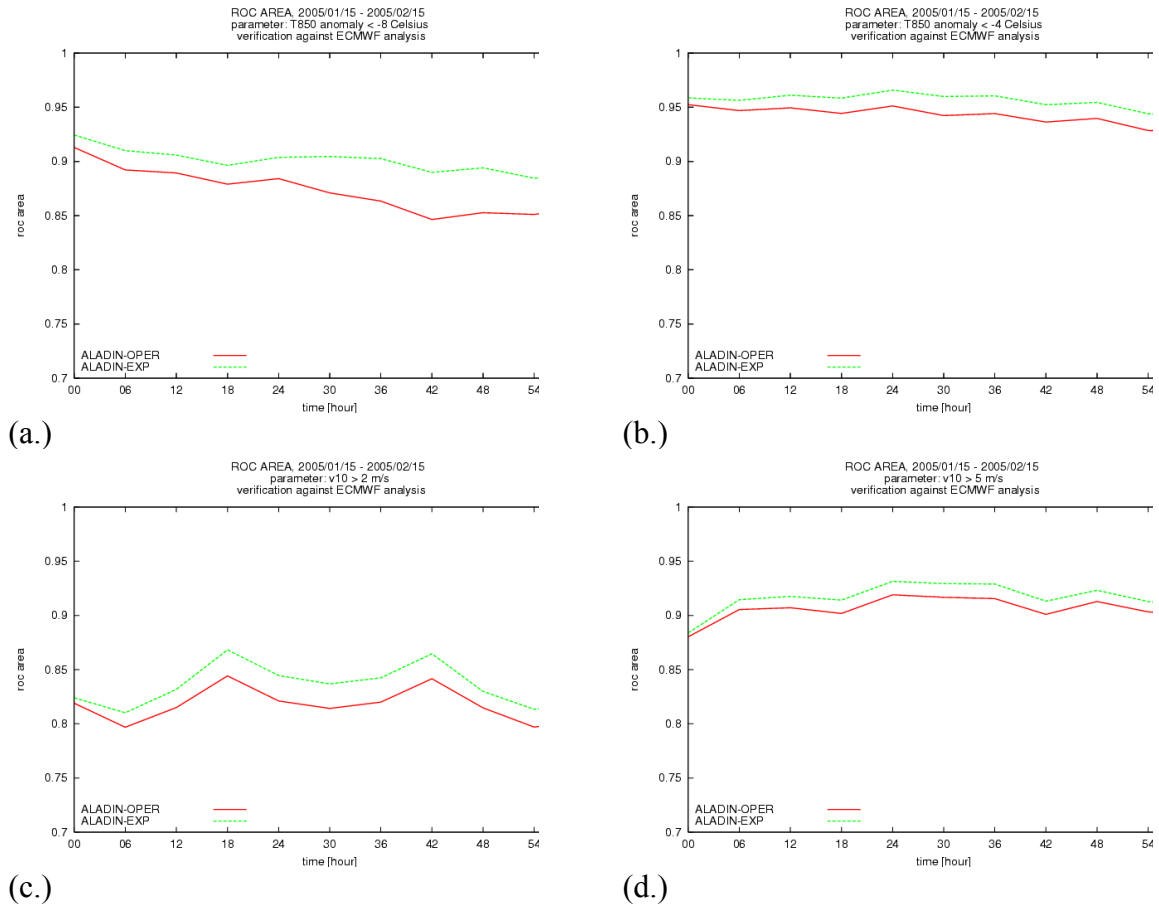 ROC AREA, 2005/01/15 - 2005/02/15
parameter: T850 anomaly < -8 Celsius
verification against ECMWF analysis
1
0.95
0.9
0.85
0.8
0.75
0.7
roc area
ALADIN-OPER
ALADIN-EXP
00 06 12 18 24 30 36 42 48 54
time [hour]
(a.)
ROC AREA, 2005/01/15 - 2005/02/15
parameter: T850 anomaly < -4 Celsius
verification against ECMWF analysis
1
0.95
0.9
0.85
0.8
0.75
0.7
roc area
ALADIN-OPER
ALADIN-EXP
00 06 12 18 24 30 36 42 48 54
time [hour]
(b.)
ROC AREA, 2005/01/15 - 2005/02/15
parameter: v10 > 2 m/s
verification against ECMWF analysis
1
0.95
0.9
0.85
0.8
0.75
0.7
roc area
ALADIN-OPER
ALADIN-EXP
00 06 12 18 24 30 36 42 48 54
time [hour]
(c.)
ROC AREA, 2005/01/15 - 2005/02/15
parameter: v10 > 5 m/s
verification against ECMWF analysis
1
0.95
0.9
0.85
0.8
0.75
0.7
roc area
ALADIN-OPER
ALADIN-EXP
00 06 12 18 24 30 36 42 48 54
time [hour]
(d.)